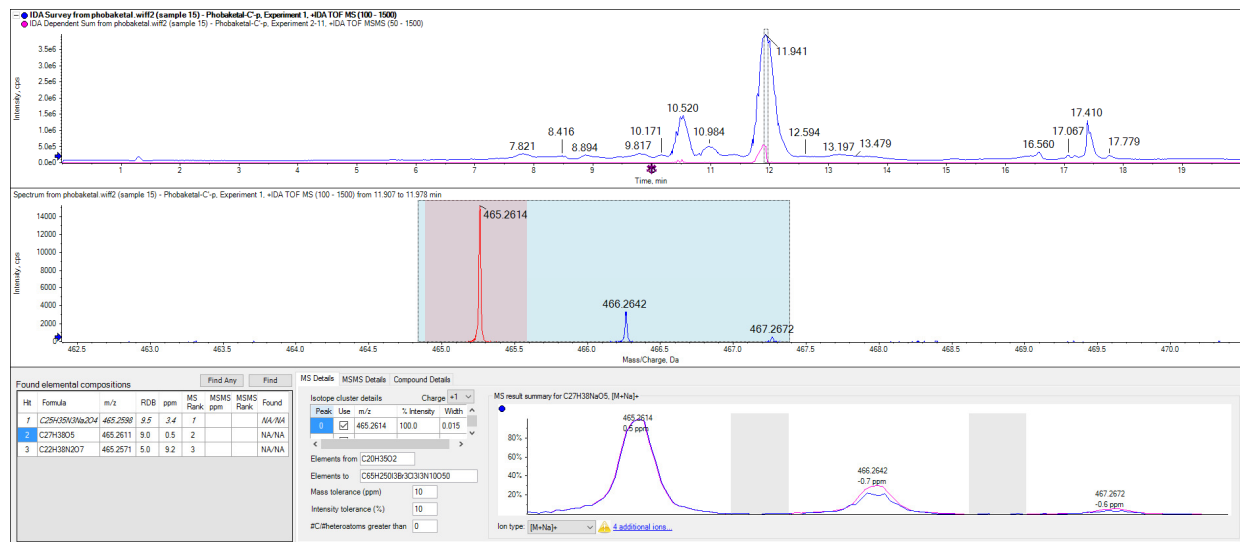 IDA Survey from phobaketal.wiff2 (sample 15) - Phobaketal-C'-p, Experiment 1, +IDA TOF MS (100 - 1500)
IDA Dependent Sum from phobaketal.wiff2 (sample 15) - Phobaketal-C'-p, Experiment 2-11, +IDA TOF MSMS (50 - 1500)
Intensity, cps
3.5e6
3.0e6
2.5e6
2.0e6
1.5e6
1.0e6
5.0e5
0.0e0
7.821
8.416
8.894
9.817
10.171
10.520
10.984
11.941
12.594
13.197
13.479
16.560
17.067
17.410
17.779
1 2 3 4 5 6 7 8 9 10 11 12 13 14 15 16 17 18 19
Time, min
Spectrum from phobaketal.wiff2 (sample 15) - Phobaketal-C'-p, Experiment 1, +IDA TOF MS (100 - 1500) from 11.907 to 11.978 min
Intensity, cps
14000
12000
10000
8000
6000
4000
2000
0
465.2614
466.2642
467.2672
462.5 463.0 463.5 464.0 464.5 465.0 465.5 466.0 466.5 467.0 467.5 468.0 468.5 469.0 469.5 470.0
Mass/Charge, Da
Found elemental compositions Find Any Find
Hit Formula m/z RDB ppm MS Rank MSMS ppm MSMS Rank Found
1 C25H35N3Na2O4 465.2598 9.5 3.4 1 NA/NA
2 C27H38O5 465.2611 9.0 0.5 2 NA/NA
3 C22H38N2O7 465.2571 5.0 9.2 3 NA/NA
MS Details MSMS Details Compound Details
Isotope cluster details Charge +1
Peak Use m/z % Intensity Width
0 465.2614 100.0 0.015
Elements from C20H35O2
Elements to C65H250I3Br3Cl3I3N10O50
Mass tolerance (ppm) 10
Intensity tolerance (%) 10
#C/#heteroatoms greater than 0
MS result summary for C27H38NaO5, [M+Na]+
80%
60%
40%
20%
465.2614
0.5 ppm
466.2642
-0.7 ppm
467.2672
-0.6 ppm
Ion type: [M+Na]+ 4 additional ions...